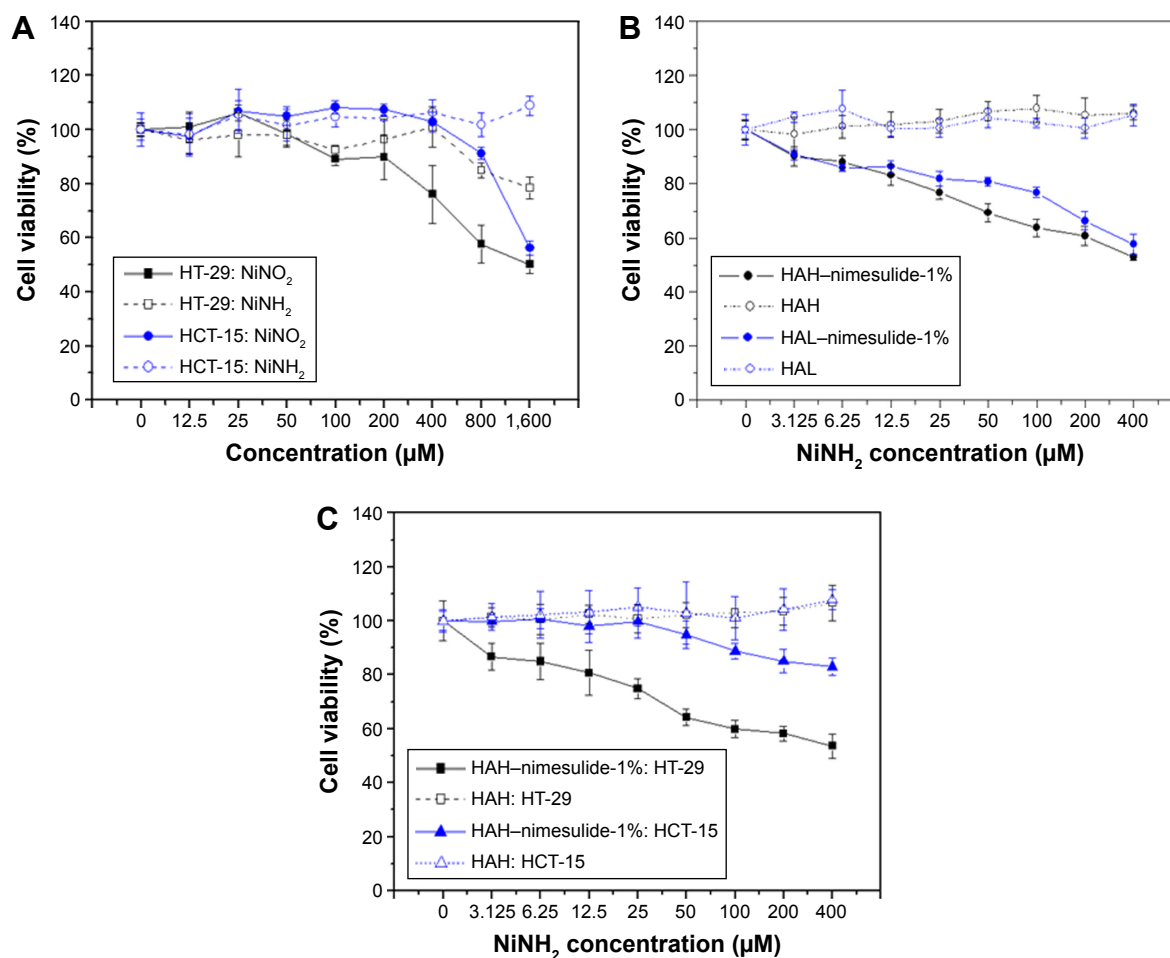 A
140
120
100
80
60
40
20
0
Cell viability (%)
HT-29: NiNO₂
HT-29: NiNH₂
HCT-15: NiNO₂
HCT-15: NiNH₂
0 12.5 25 50 100 200 400 800 1,600
Concentration (µM)
B
140
120
100
80
60
40
20
0
Cell viability (%)
HAH–nimesulide-1%
HAH
HAL–nimesulide-1%
HAL
0 3.125 6.25 12.5 25 50 100 200 400
NiNH₂ concentration (µM)
C
140
120
100
80
60
40
20
0
Cell viability (%)
HAH–nimesulide-1%: HT-29
HAH: HT-29
HAH–nimesulide-1%: HCT-15
HAH: HCT-15
0 3.125 6.25 12.5 25 50 100 200 400
NiNH₂ concentration (µM)